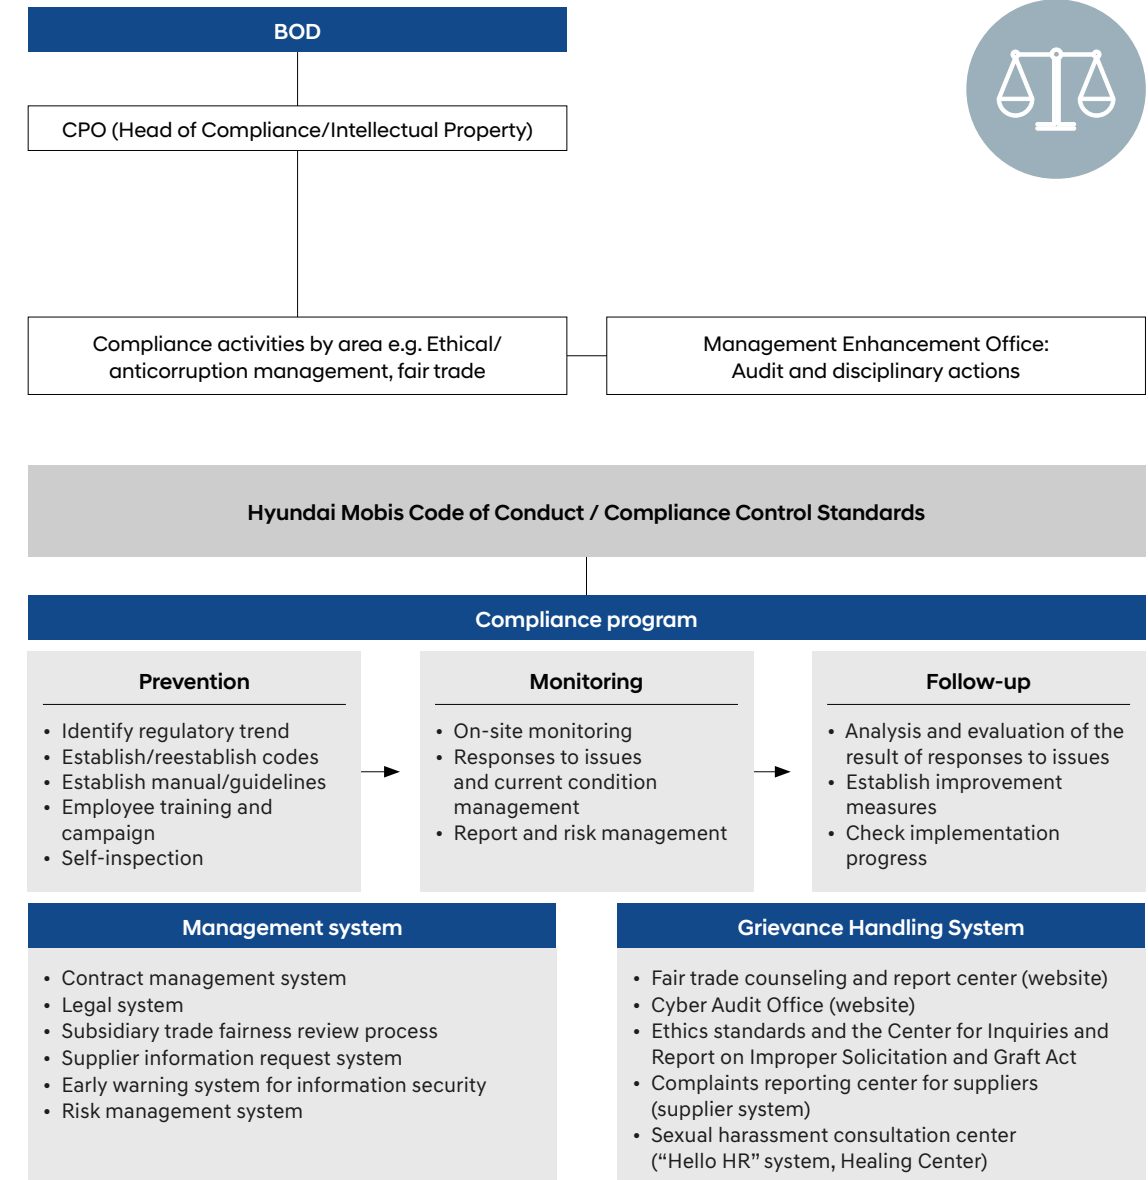 BOD
CPO (Head of Compliance/Intellectual Property)
Compliance activities by area e.g. Ethical/
anticorruption management, fair trade
Management Enhancement Office:
Audit and disciplinary actions
Hyundai Mobis Code of Conduct / Compliance Control Standards
Compliance program
Prevention
• Identify regulatory trend
• Establish/reestablish codes
• Establish manual/guidelines
• Employee training and
campaign
• Self-inspection
Monitoring
• On-site monitoring
• Responses to issues
and current condition
management
• Report and risk management
Follow-up
• Analysis and evaluation of the
result of responses to issues
• Establish improvement
measures
• Check implementation
progress
Management system
• Contract management system
• Legal system
• Subsidiary trade fairness review process
• Supplier information request system
• Early warning system for information security
• Risk management system
Grievance Handling System
• Fair trade counseling and report center (website)
• Cyber Audit Office (website)
• Ethics standards and the Center for Inquiries and
Report on Improper Solicitation and Graft Act
• Complaints reporting center for suppliers
(supplier system)
• Sexual harassment consultation center
(“Hello HR” system, Healing Center)